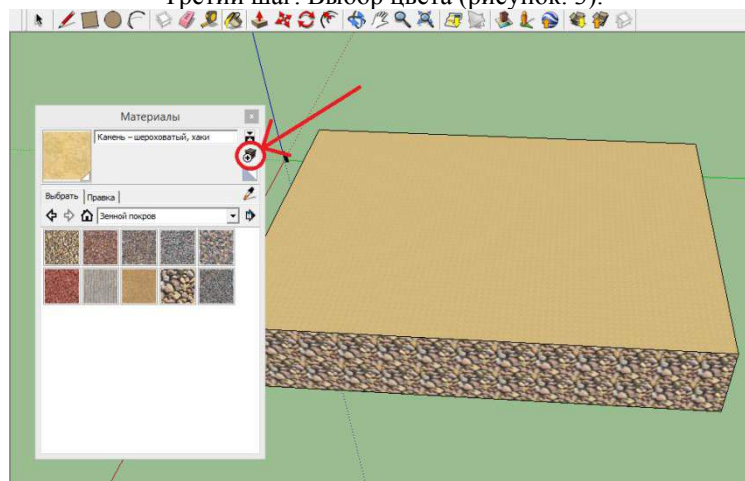 Третий шаг: Выбор цвета (рисунок. 3).
Материалы
Камень – шероховатый, хаки
Выбрать
Правка
Земной покров